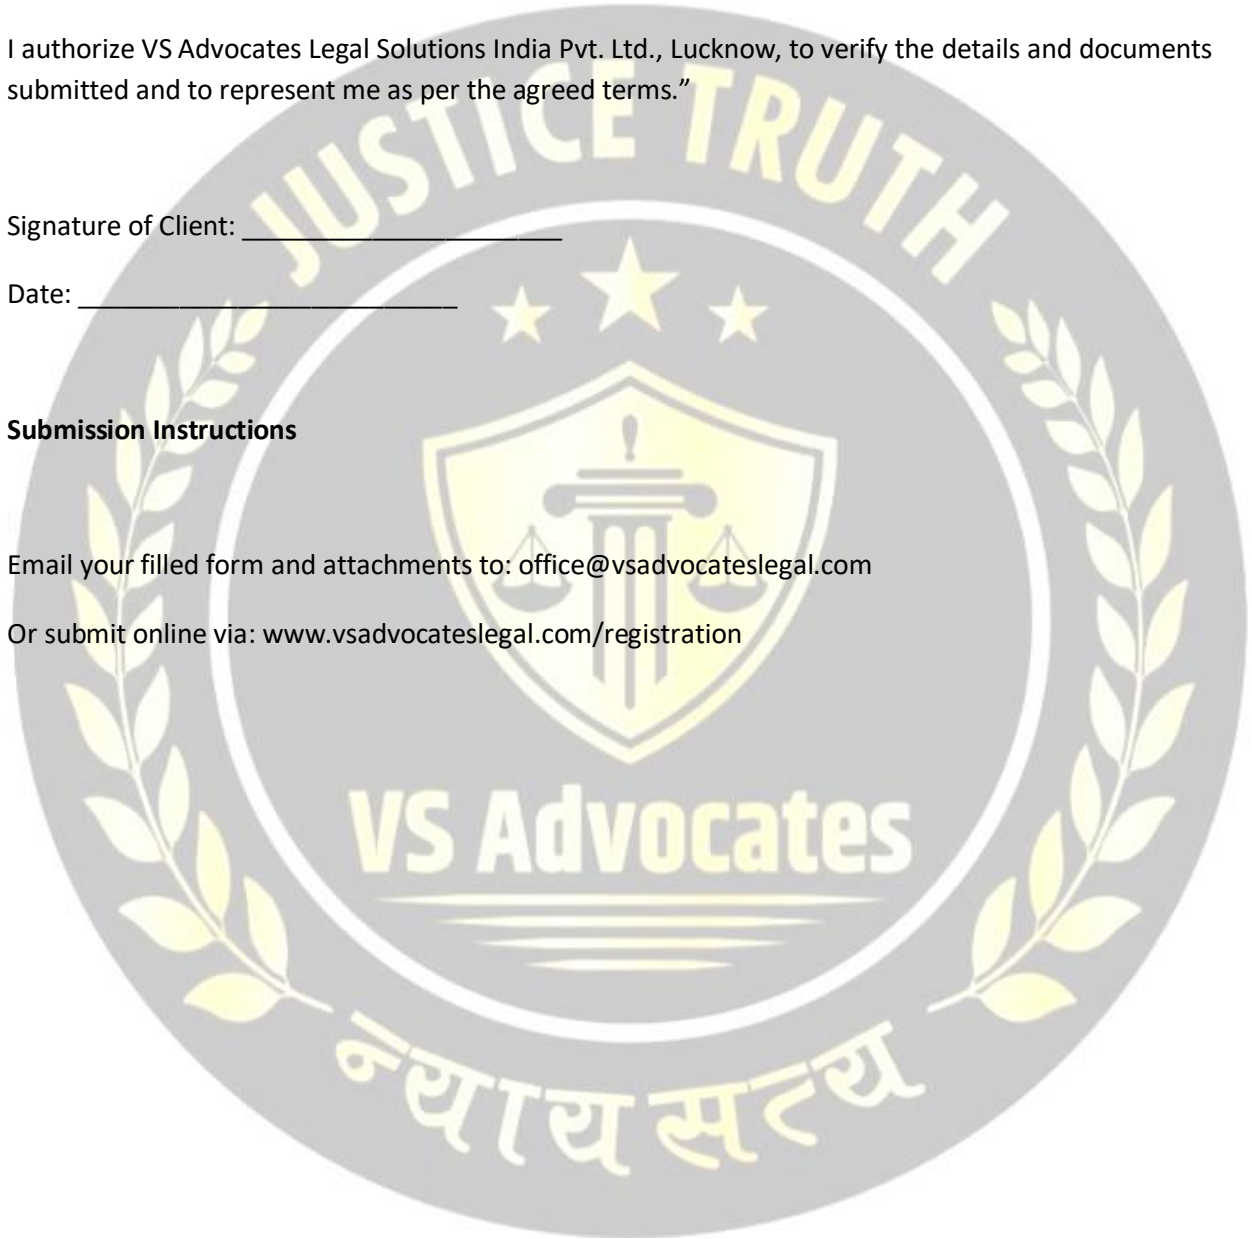 I authorize VS Advocates Legal Solutions India Pvt. Ltd., Lucknow, to verify the details and documents
submitted and to represent me as per the agreed terms.”
JUSTICE TRUTH
Signature of Client: ______________________
Date: __________________________
Submission Instructions
Email your filled form and attachments to: office@vsadvocateslegal.com
Or submit online via: www.vsadvocateslegal.com/registration
VS Advocates
न्याय सत्य